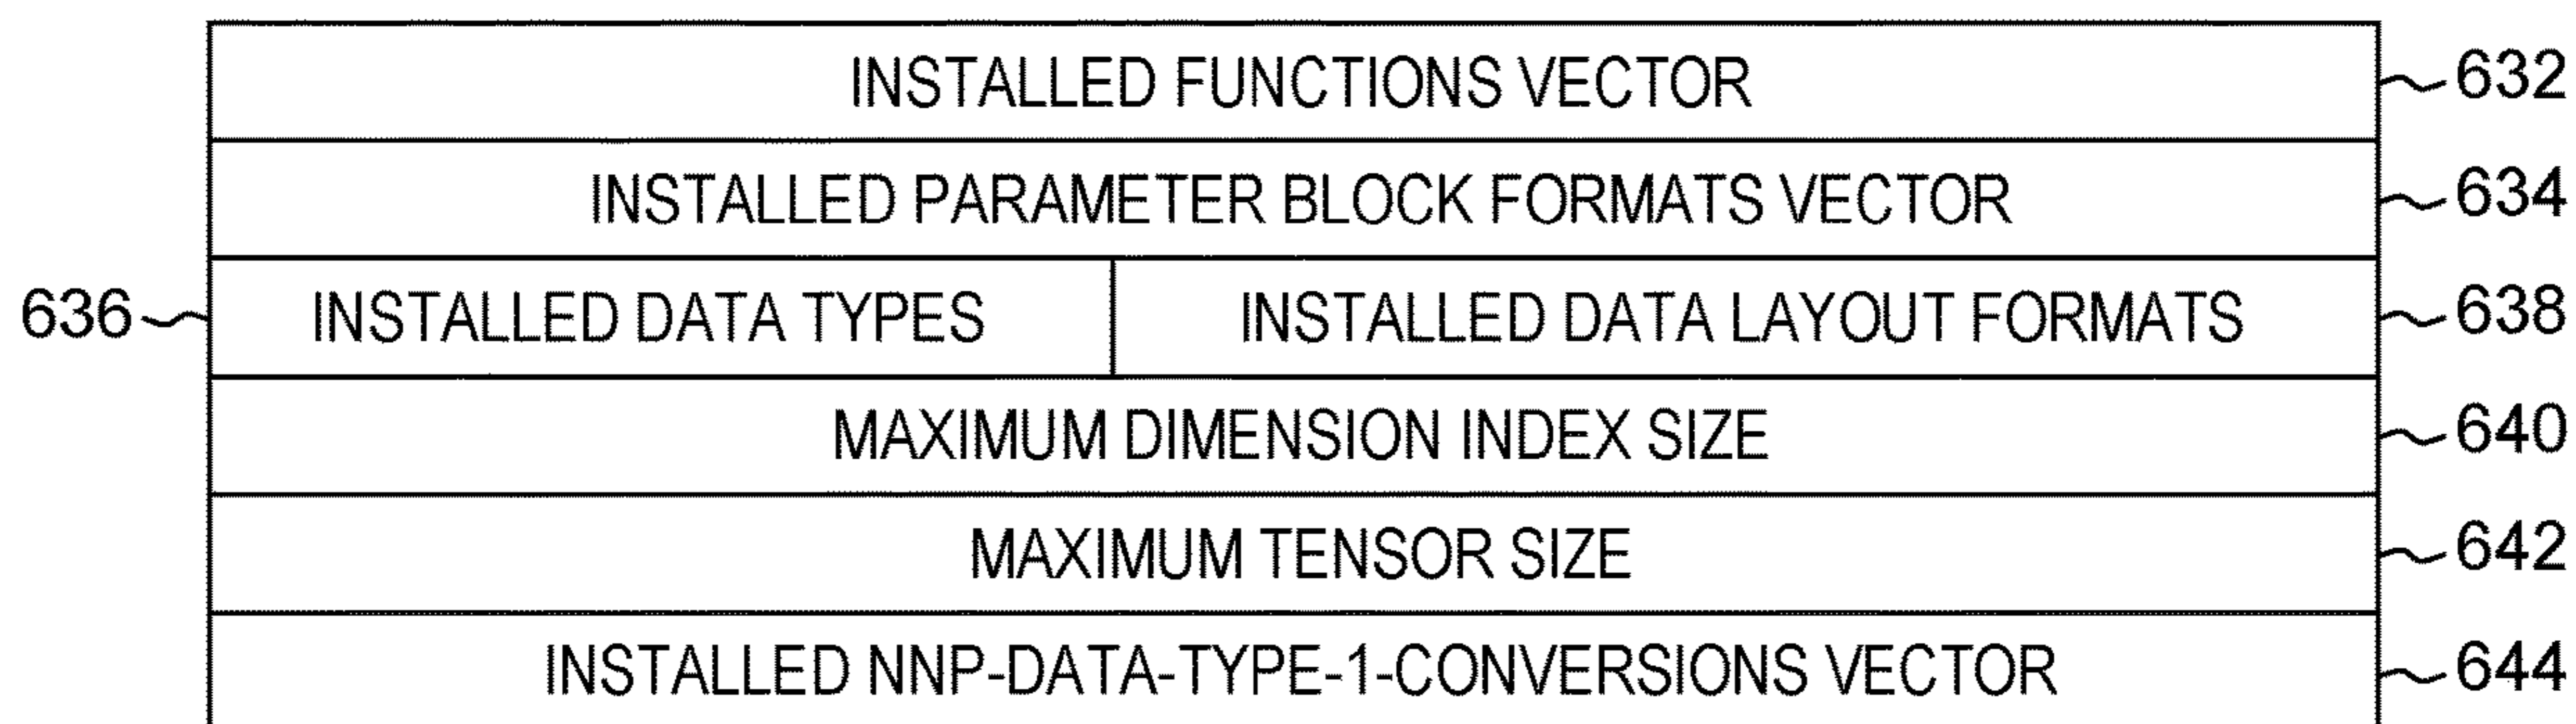 INSTALLED FUNCTIONS VECTOR 632
INSTALLED PARAMETER BLOCK FORMATS VECTOR 634
636 INSTALLED DATA TYPES INSTALLED DATA LAYOUT FORMATS 638
MAXIMUM DIMENSION INDEX SIZE 640
MAXIMUM TENSOR SIZE 642
INSTALLED NNP-DATA-TYPE-1-CONVERSIONS VECTOR 644